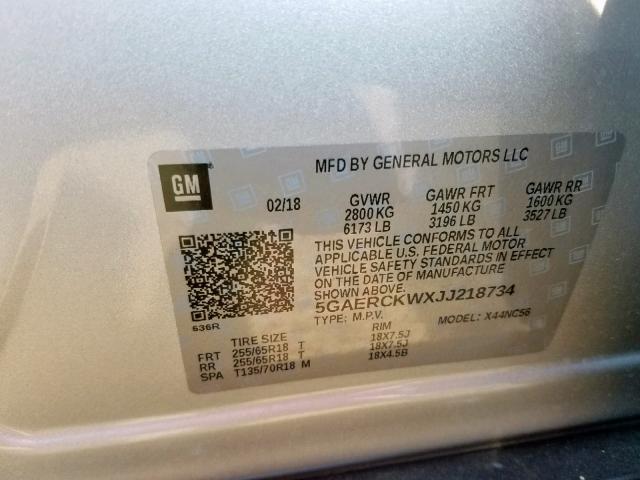 GM
MFD BY GENERAL MOTORS LLC
02/18
GVWR GAWR FRT GAWR RR
2800 KG 1450 KG 1600 KG
6173 LB 3196 LB 3527 LB
THIS VEHICLE CONFORMS TO ALL
APPLICABLE U.S. FEDERAL MOTOR
VEHICLE SAFETY STANDARDS IN EFFECT
ON THE DATE OF MANUFACTURE
SHOWN ABOVE.
5GAERCKWXJJ218734
TYPE: M.P.V. MODEL: X44NC56
636R
TIRE SIZE RIM
FRT 255/65R18 T 18X7.5J
RR 255/65R18 T 18X7.5J
SPA T135/70R18 M 18X4.5B